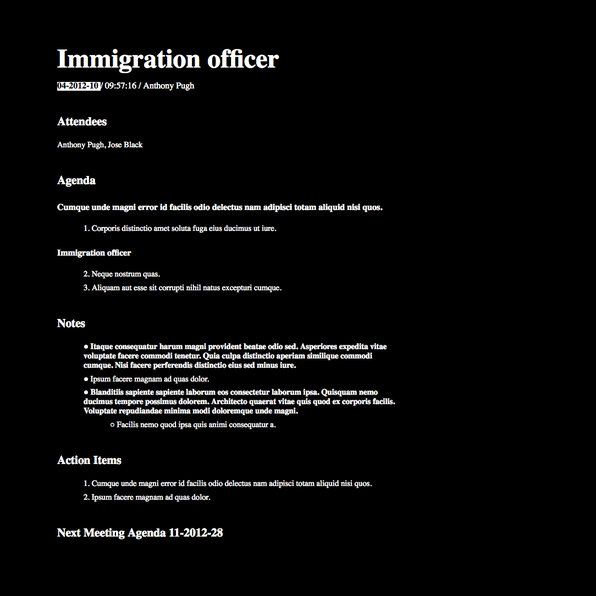 Immigration officer
04-2012-10 / 09:57:16 / Anthony Pugh
Attendees
Anthony Pugh, Jose Black
Agenda
Cumque unde magni error id facilis odio delectus nam adipisci totam aliquid nisi quos.
1. Corporis distinctio amet soluta fuga eius ducimus ut iure.
Immigration officer
2. Neque nostrum quas.
3. Aliquam aut esse sit corrupti nihil natus excepturi cumque.
Notes
● Itaque consequatur harum magni provident beatae odio sed. Asperiores expedita vitae
voluptate facere commodi tenetur. Quia culpa distinctio aperiam similique commodi
cumque. Nisi facere perferendis distinctio eius sed minus iure.
● Ipsum facere magnam ad quas dolor.
● Blanditiis sapiente sapiente laborum eos consectetur laborum ipsa. Quisquam nemo
ducimus tempore possimus dolorem. Architecto quaerat vitae quis quod ex corporis facilis.
Voluptate repudiandae minima modi doloremque unde magni.
○ Facilis nemo quod ipsa quis animi consequatur a.
Action Items
1. Cumque unde magni error id facilis odio delectus nam adipisci totam aliquid nisi quos.
2. Ipsum facere magnam ad quas dolor.
Next Meeting Agenda 11-2012-28